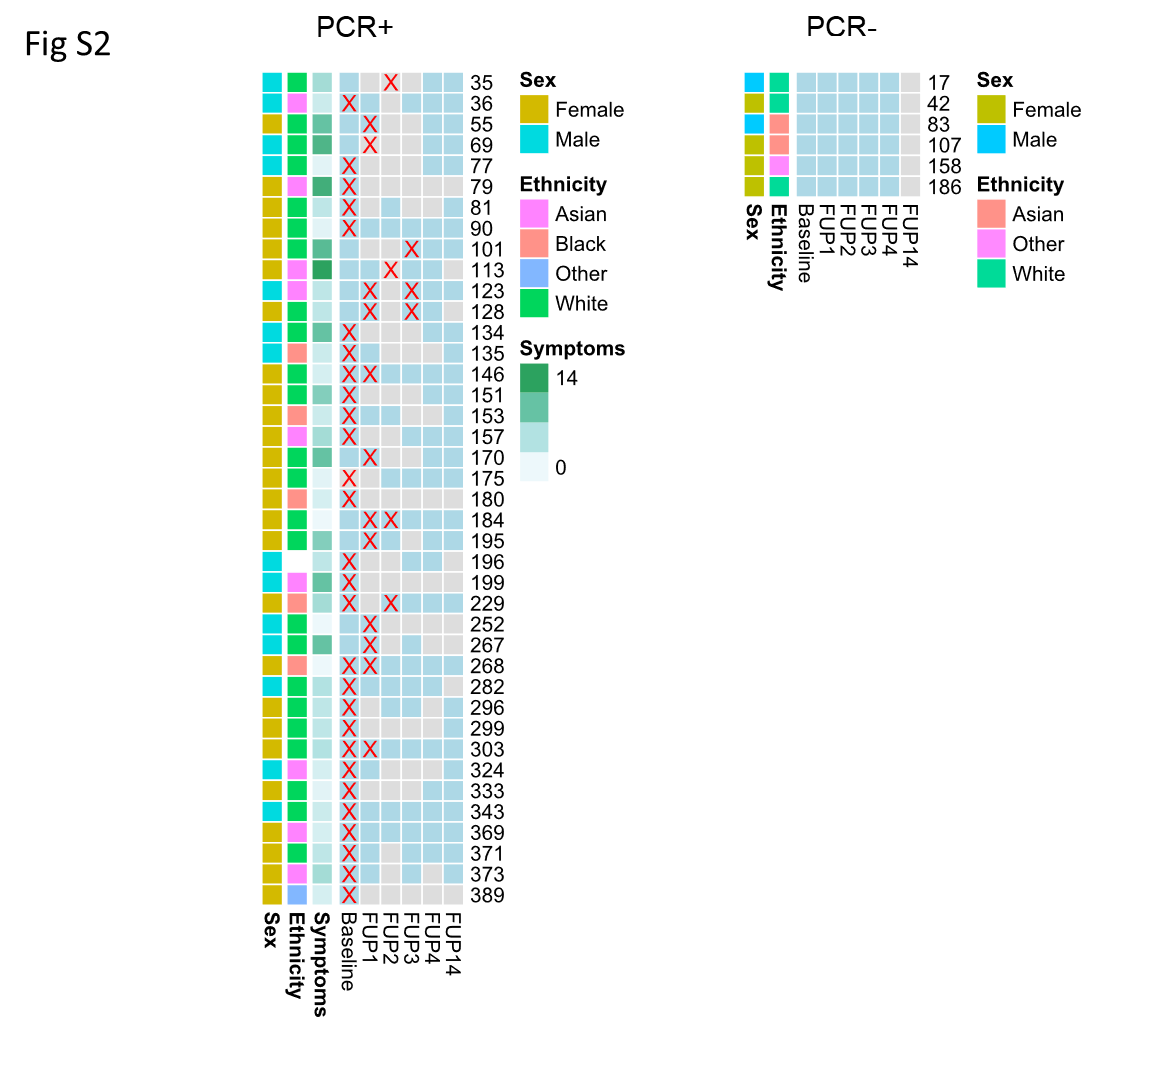 Fig S2
PCR+
PCR-
35
36
55
69
77
79
81
90
101
113
123
128
134
135
146
151
153
157
170
175
180
184
195
196
199
229
252
267
268
282
296
299
303
324
333
343
369
371
373
389
X
X
X
X
X
X
X
X
X
X
X X
X X
X
X
X X
X
X
X
X
X
X
X X
X
X
X
X X
X
X
X X
X
X
X
X X
X
X
X
X
X
X
X
Sex
Ethnicity
Symptoms
Baseline
FUP1
FUP2
FUP3
FUP4
FUP14
Sex
Female
Male
Ethnicity
Asian
Black
Other
White
Symptoms
14
0
17
42
83
107
158
186
Sex
Ethnicity
Baseline
FUP1
FUP2
FUP3
FUP4
FUP14
Sex
Female
Male
Ethnicity
Asian
Other
White